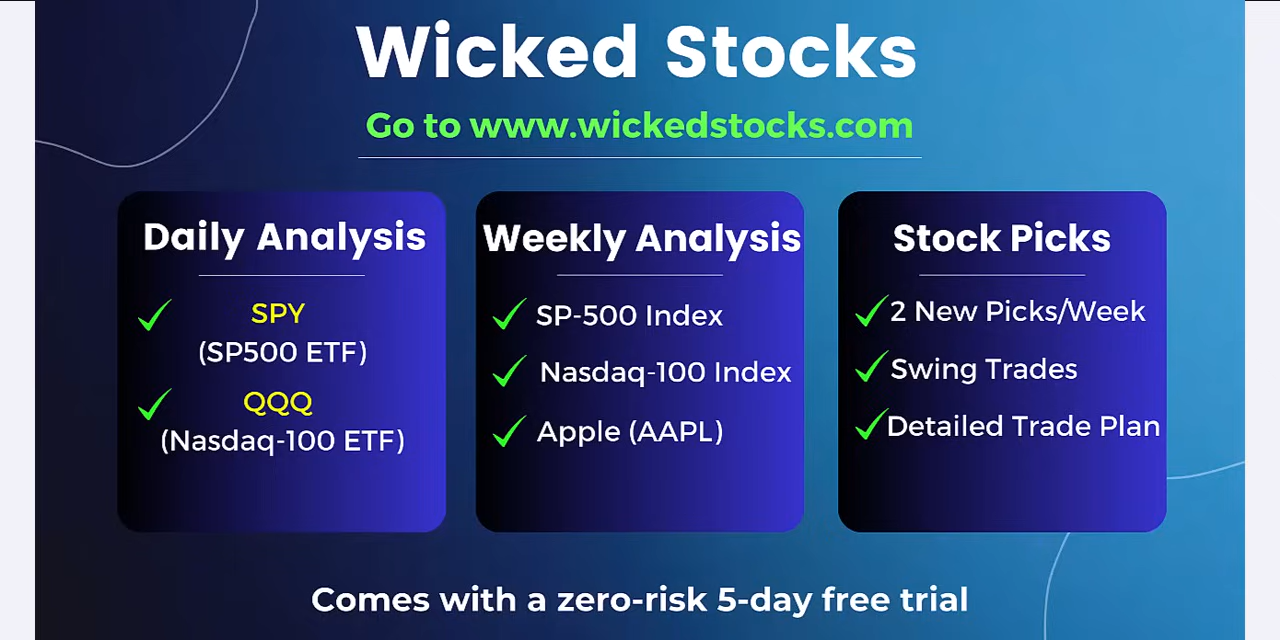 Wicked Stocks
Go to www.wickedstocks.com
Daily Analysis
SPY
(SP500 ETF)
QQQ
(Nasdaq-100 ETF)
Weekly Analysis
SP-500 Index
Nasdaq-100 Index
Apple (AAPL)
Stock Picks
2 New Picks/Week
Swing Trades
Detailed Trade Plan
Comes with a zero-risk 5-day free trial